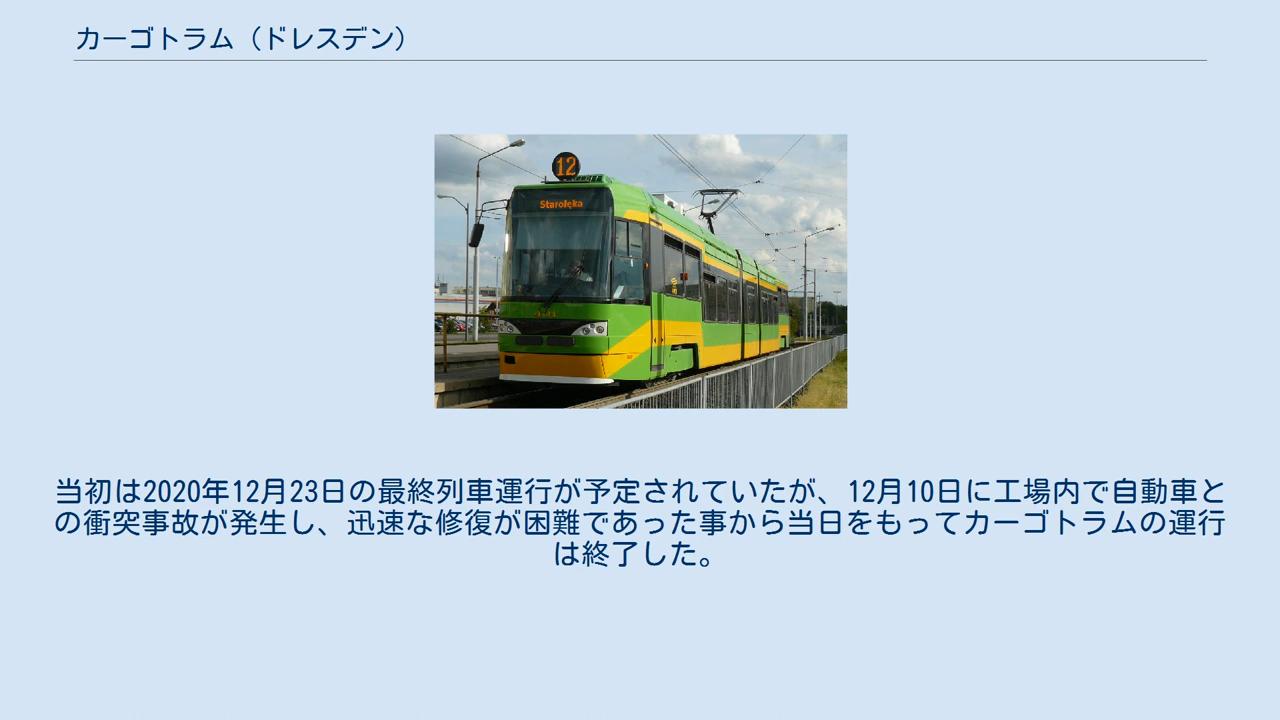 カーゴトラム（ドレスデン）
12
Starołęka
当初は2020年12月23日の最終列車運行が予定されていたが、12月10日に工場内で自動車と
の衝突事故が発生し、迅速な修復が困難であった事から当日をもってカーゴトラムの運行
は終了した。